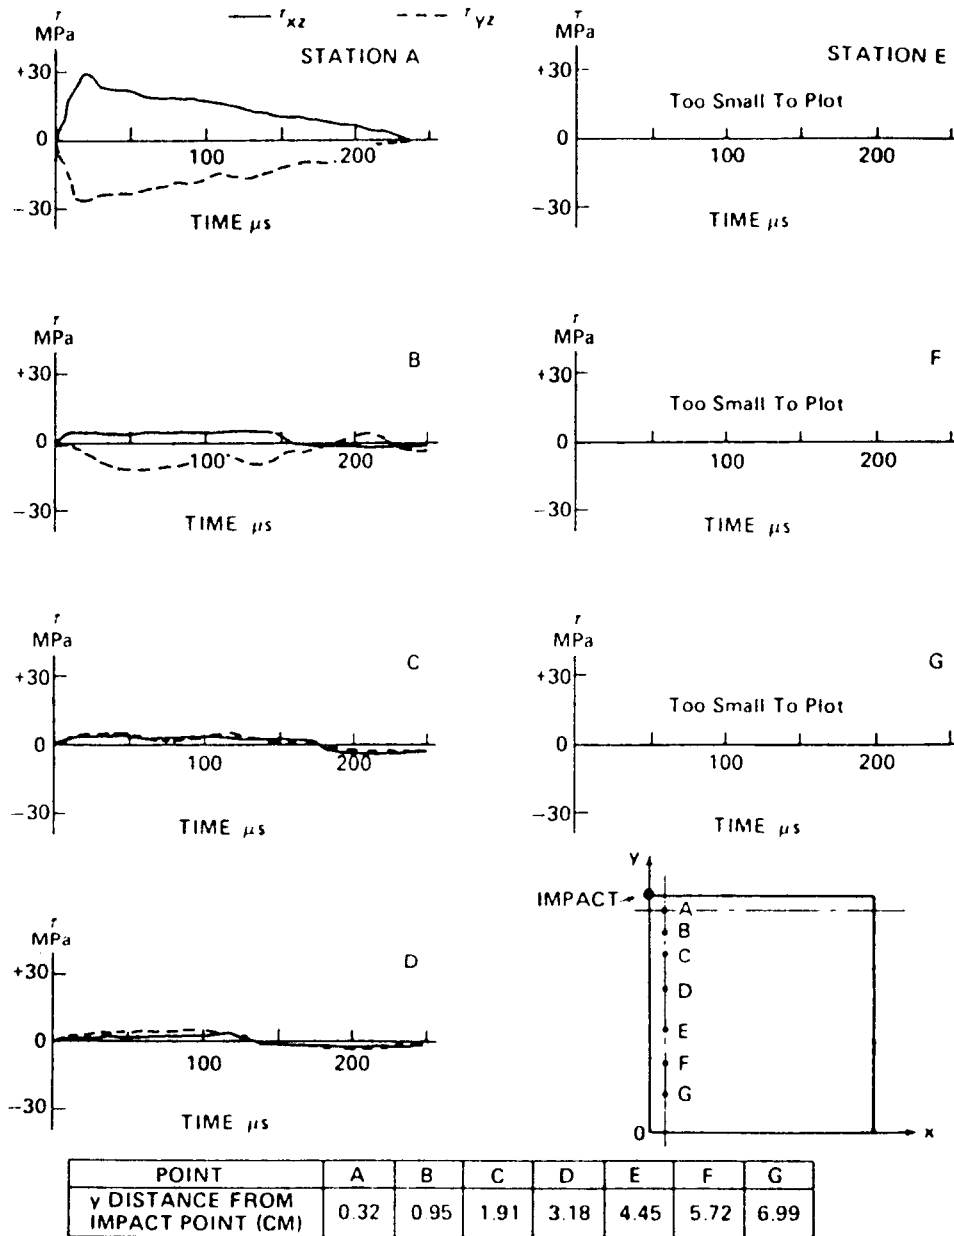 τxz τyz
τ
MPa
STATION A
+30
0
100
200
−30
TIME μs
τ
MPa
STATION E
+30
Too Small To Plot
0
100
200
−30
TIME μs
τ
MPa
B
+30
0
100
200
−30
TIME μs
τ
MPa
F
+30
Too Small To Plot
0
100
200
−30
TIME μs
τ
MPa
C
+30
0
100
200
−30
TIME μs
τ
MPa
G
+30
Too Small To Plot
0
100
200
−30
TIME μs
τ
MPa
D
+30
0
100
200
−30
TIME μs
y
IMPACT
A
B
C
D
E
F
G
0
x
POINT A B C D E F G
y DISTANCE FROM
IMPACT POINT (CM) 0.32 0.95 1.91 3.18 4.45 5.72 6.99